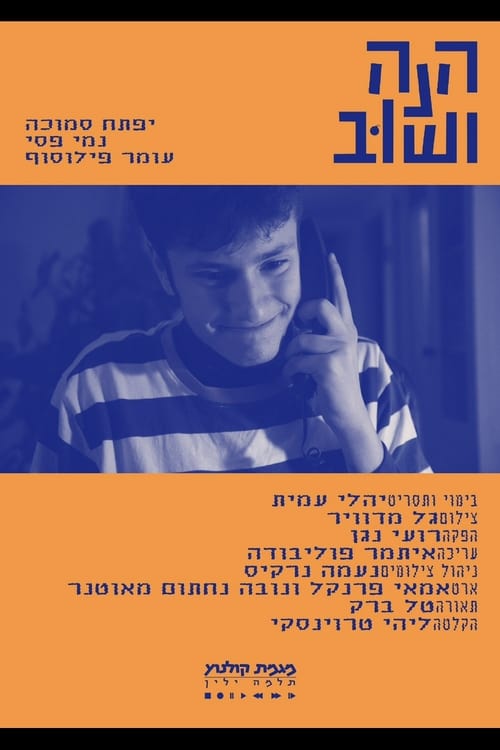 הנה
ושוב
יפתח סמוכה
נמי פסי
עומר פילוסוף
בימוי ותסריט יהלי עמית
צילום גל מדוויר
הפקה רועי נגן
עריכה איתמר פוליבודה
ניהול צילומים נעמה נרקיס
ארט אמאי פרנקל ונובה נחתום מאוטנר
תאורה טל ברק
הקלטה ליהי טרוינסקי
מגמת קולנוע
תלמה ילין